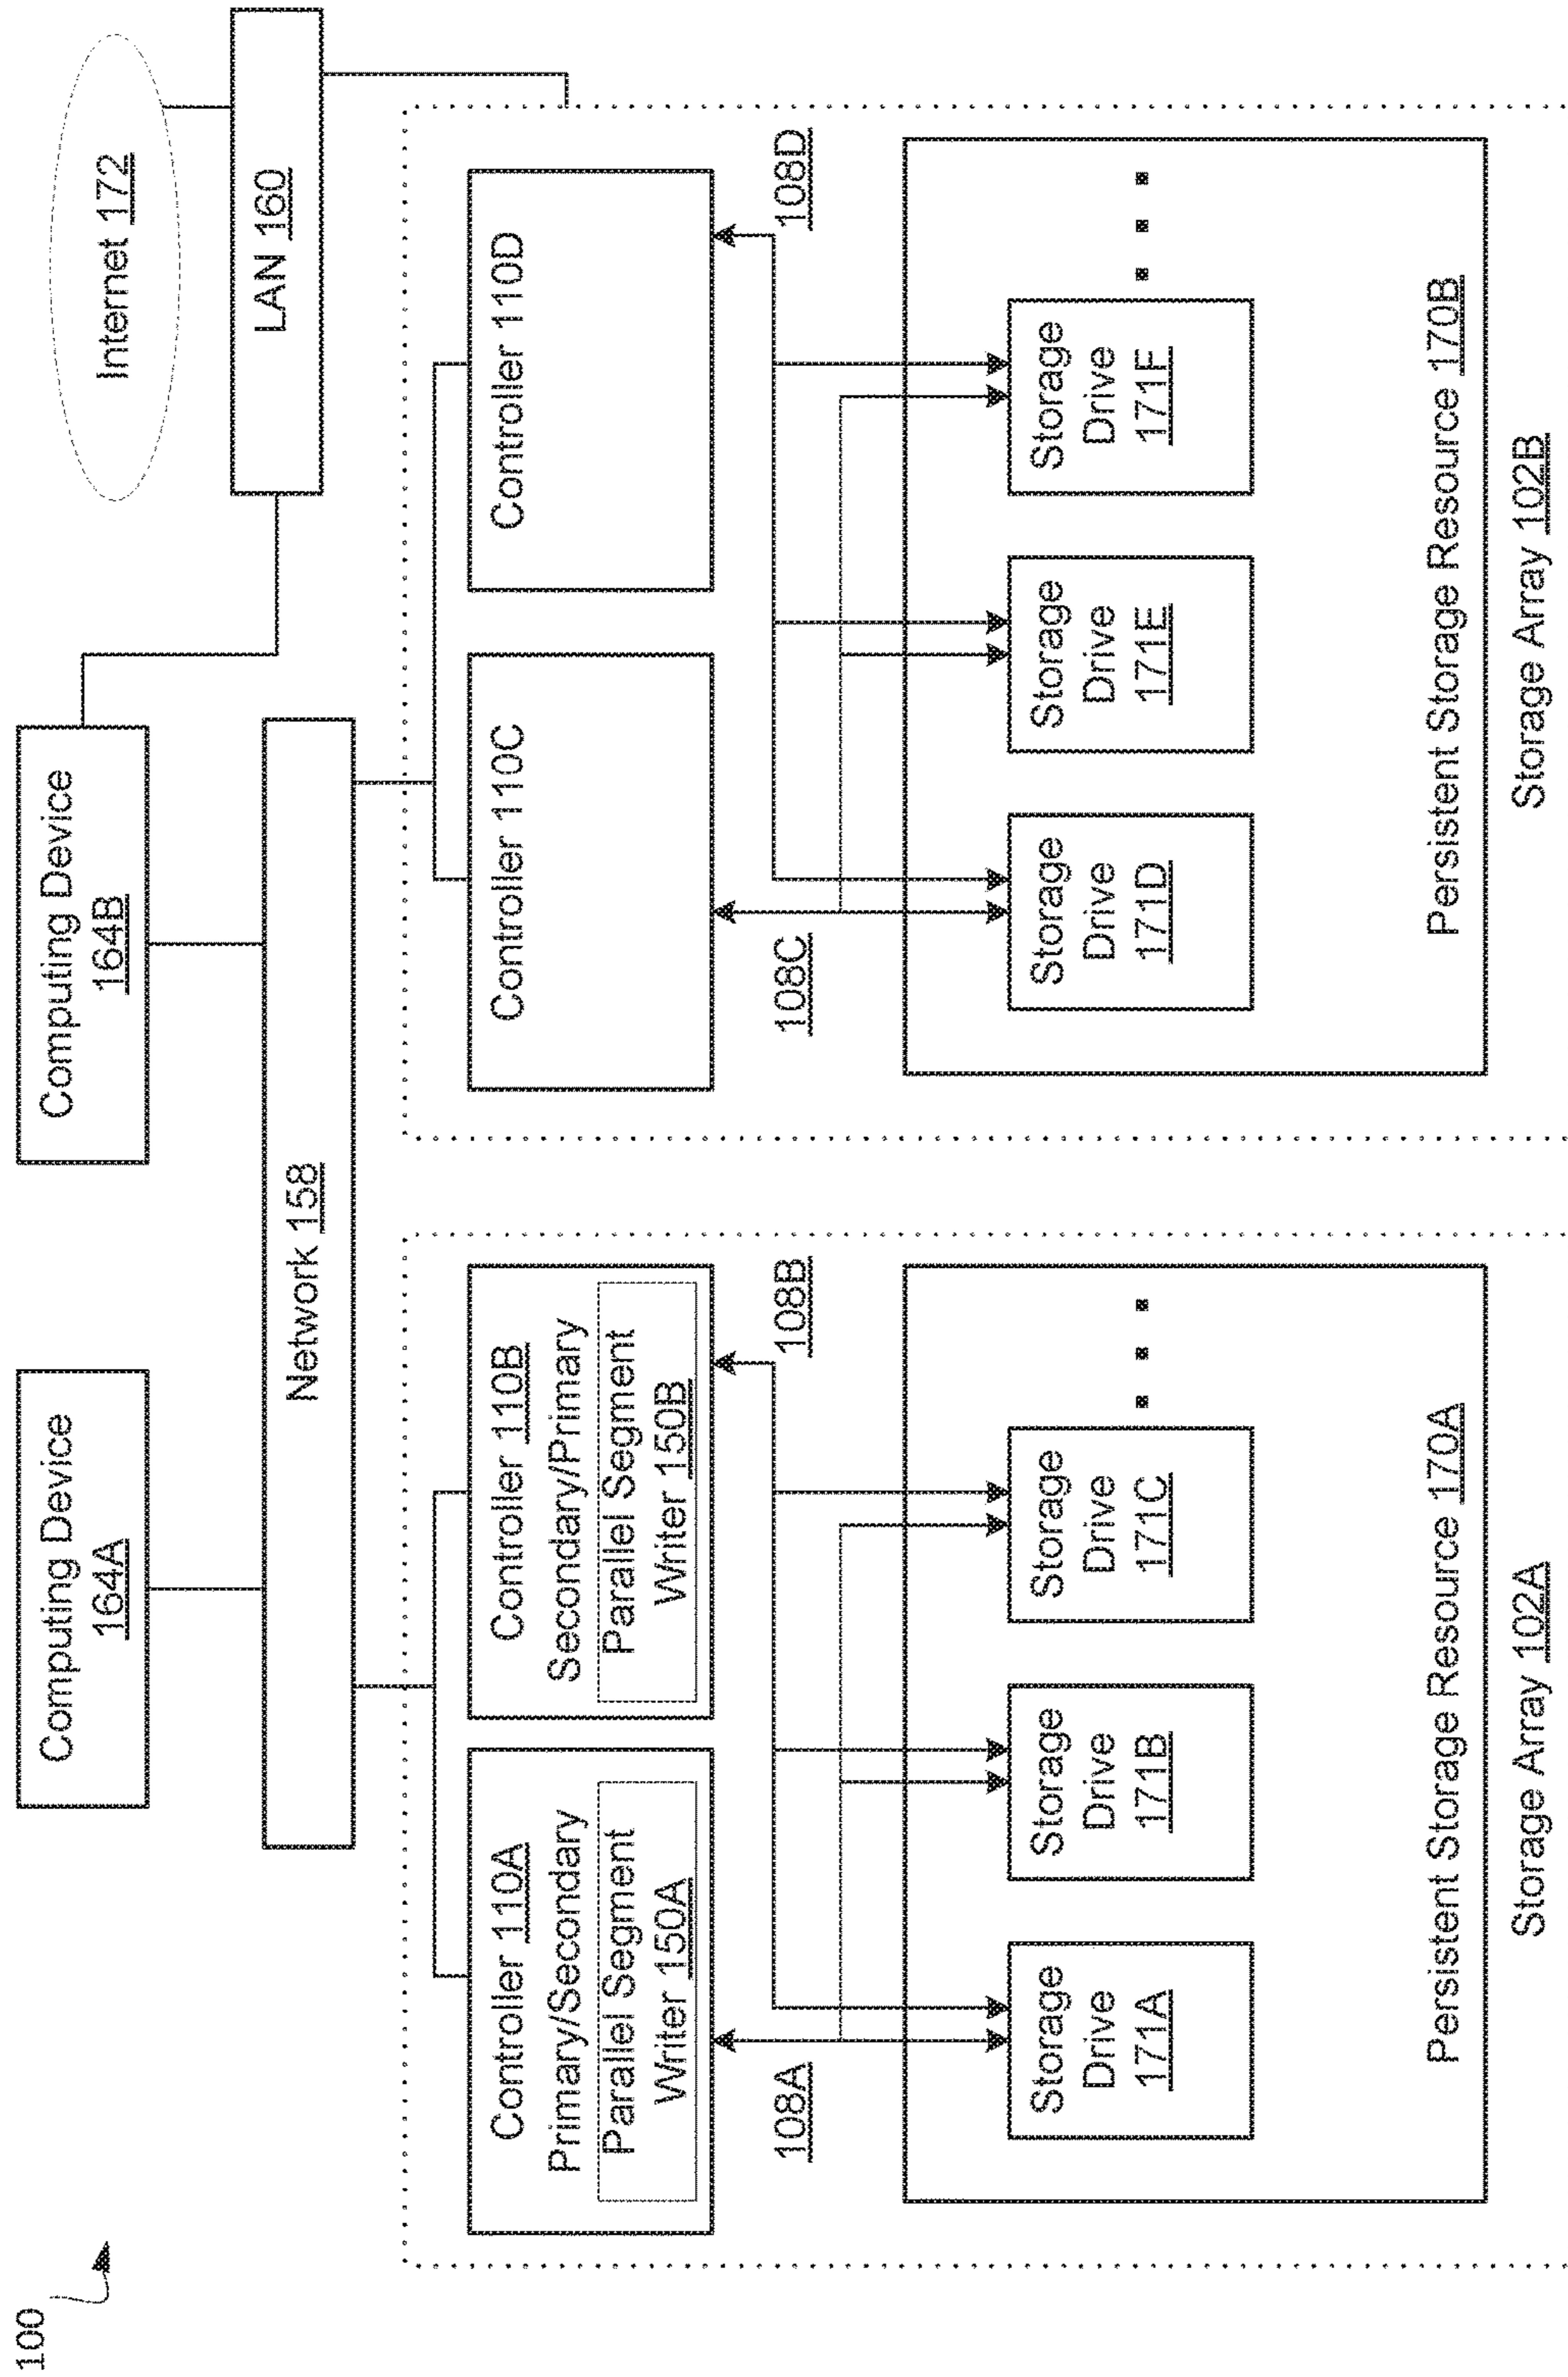 100
Computing Device
164A
Computing Device
164B
Internet 172
Network 158
LAN 160
Controller 110A
Primary/Secondary
Parallel Segment
Writer 150A
Controller 110B
Secondary/Primary
Parallel Segment
Writer 150B
Controller 110C
Controller 110D
108A
108B
108C
108D
Storage
Drive
171A
Storage
Drive
171B
Storage
Drive
171C
Storage
Drive
171D
Storage
Drive
171E
Storage
Drive
171F
Persistent Storage Resource 170A
Persistent Storage Resource 170B
Storage Array 102A
Storage Array 102B